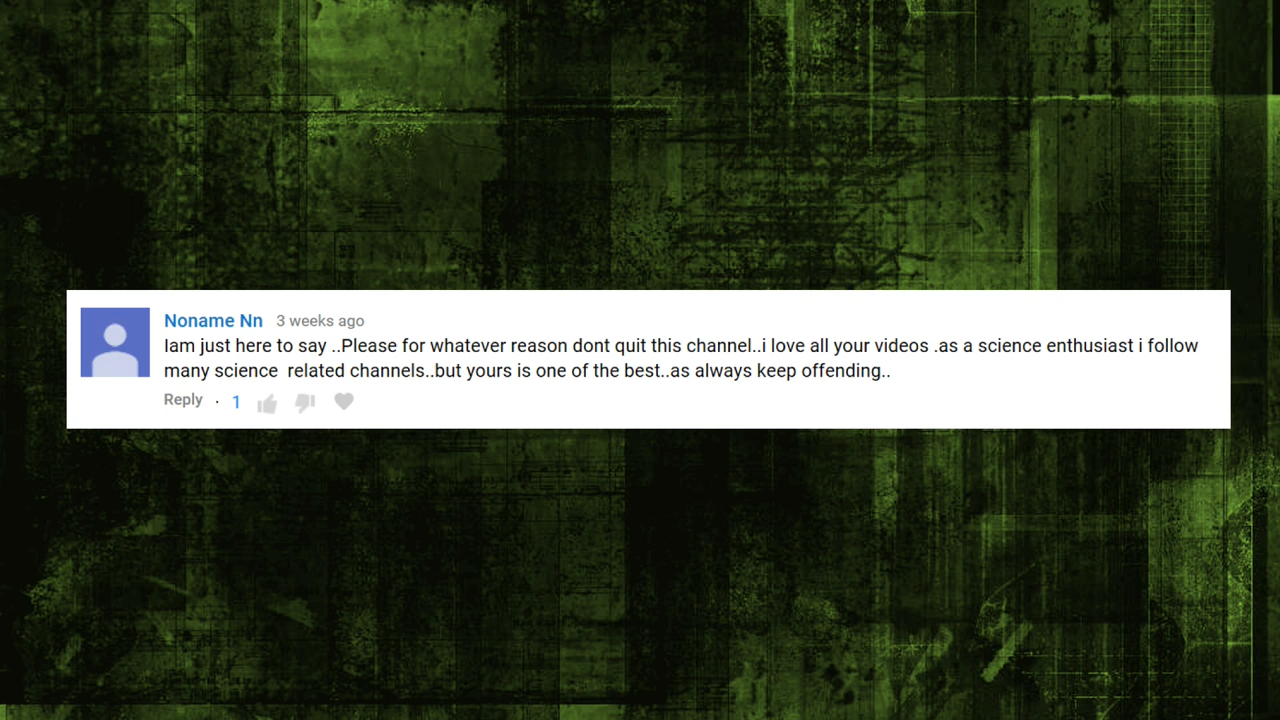 Noname Nn 3 weeks ago
Iam just here to say ..Please for whatever reason dont quit this channel..i love all your videos .as a science enthusiast i follow
many science  related channels..but yours is one of the best..as always keep offending..
Reply · 1